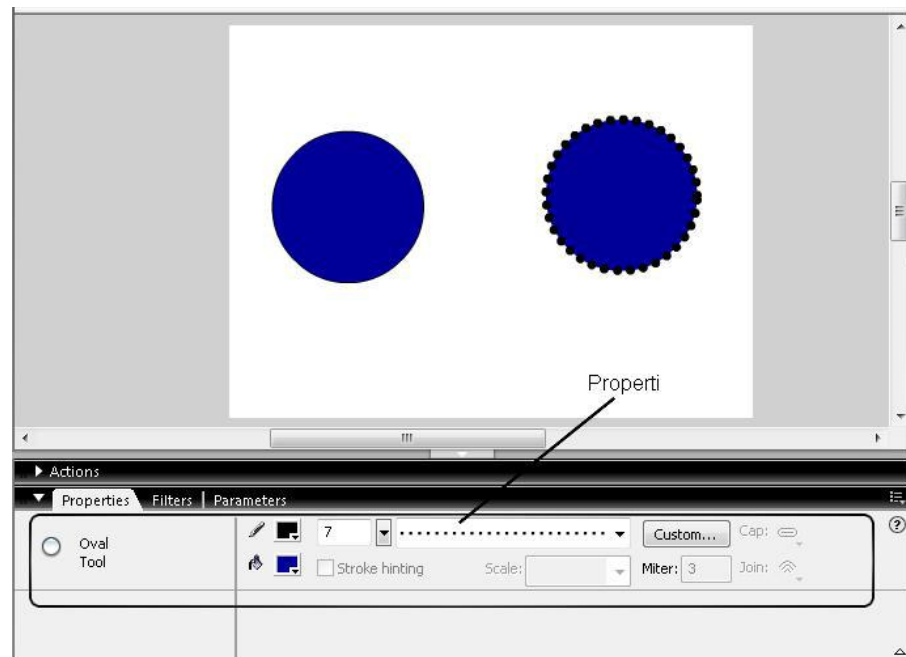 Properti
Actions
Properties Filters | Parameters
Oval
Tool
7
Custom...
Cap:
Stroke hinting
Scale:
Miter: 3
Join:
?